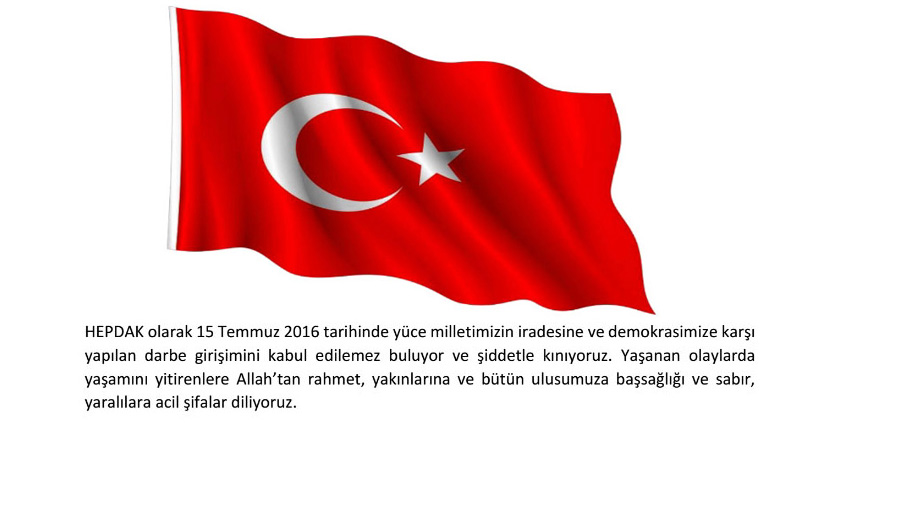 HEPDAK olarak 15 Temmuz 2016 tarihinde yüce milletimizin iradesine ve demokrasimize karşı
yapılan darbe girişimini kabul edilemez buluyor ve şiddetle kınıyoruz. Yaşanan olaylarda
yaşamını yitirenlere Allah’tan rahmet, yakınlarına ve bütün ulusumuza başsağlığı ve sabır,
yaralılara acil şifalar diliyoruz.